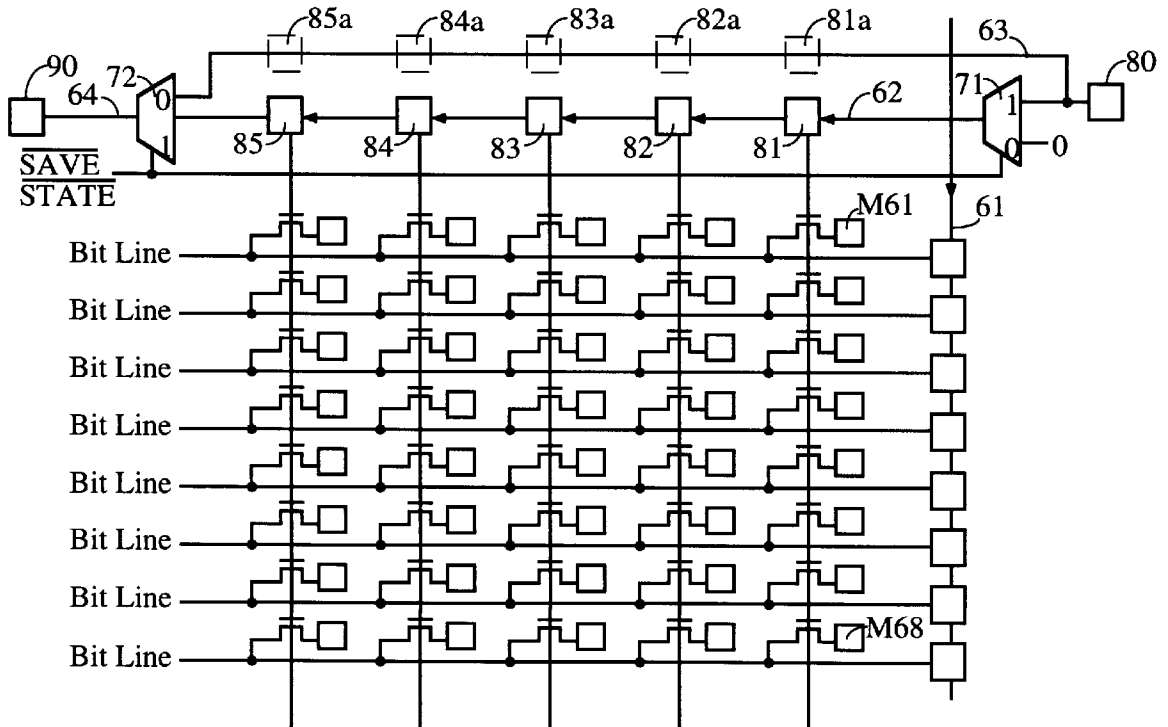 85a 84a 83a 82a 81a
90 72 63 80
64 0 71 1
62
1 85 84 83 82 81 0 0
SAVE
STATE
M61 61
Bit Line
Bit Line
Bit Line
Bit Line
Bit Line
Bit Line
Bit Line
M68
Bit Line